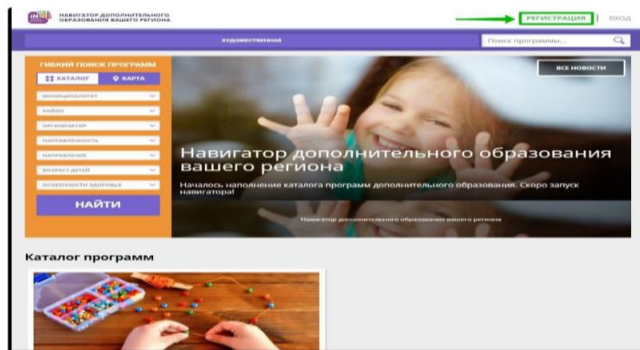 НАВИГАТОР ДОПОЛНИТЕЛЬНОГО
ОБРАЗОВАНИЯ ВАШЕГО РЕГИОНА
РЕГИСТРАЦИЯ | ВХОД
ХУДОЖЕСТВЕННАЯ
Поиск программы...
ГИБКИЙ ПОИСК ПРОГРАММ
КАТАЛОГ
КАРТА
МУНИЦИПАЛИТЕТ
РАЙОН
ОРГАНИЗАТОР
НАПРАВЛЕННОСТЬ
НАПРАВЛЕНИЕ
ВОЗРАСТ ДЕТЕЙ
ОСОБЕННОСТИ ЗДОРОВЬЯ
НАЙТИ
ВСЕ НОВОСТИ
Навигатор дополнительного образования
вашего региона
Началось наполнение каталога программ дополнительного образования. Скоро запуск
навигатора!
Навигатор дополнительного образования вашего региона
Каталог программ